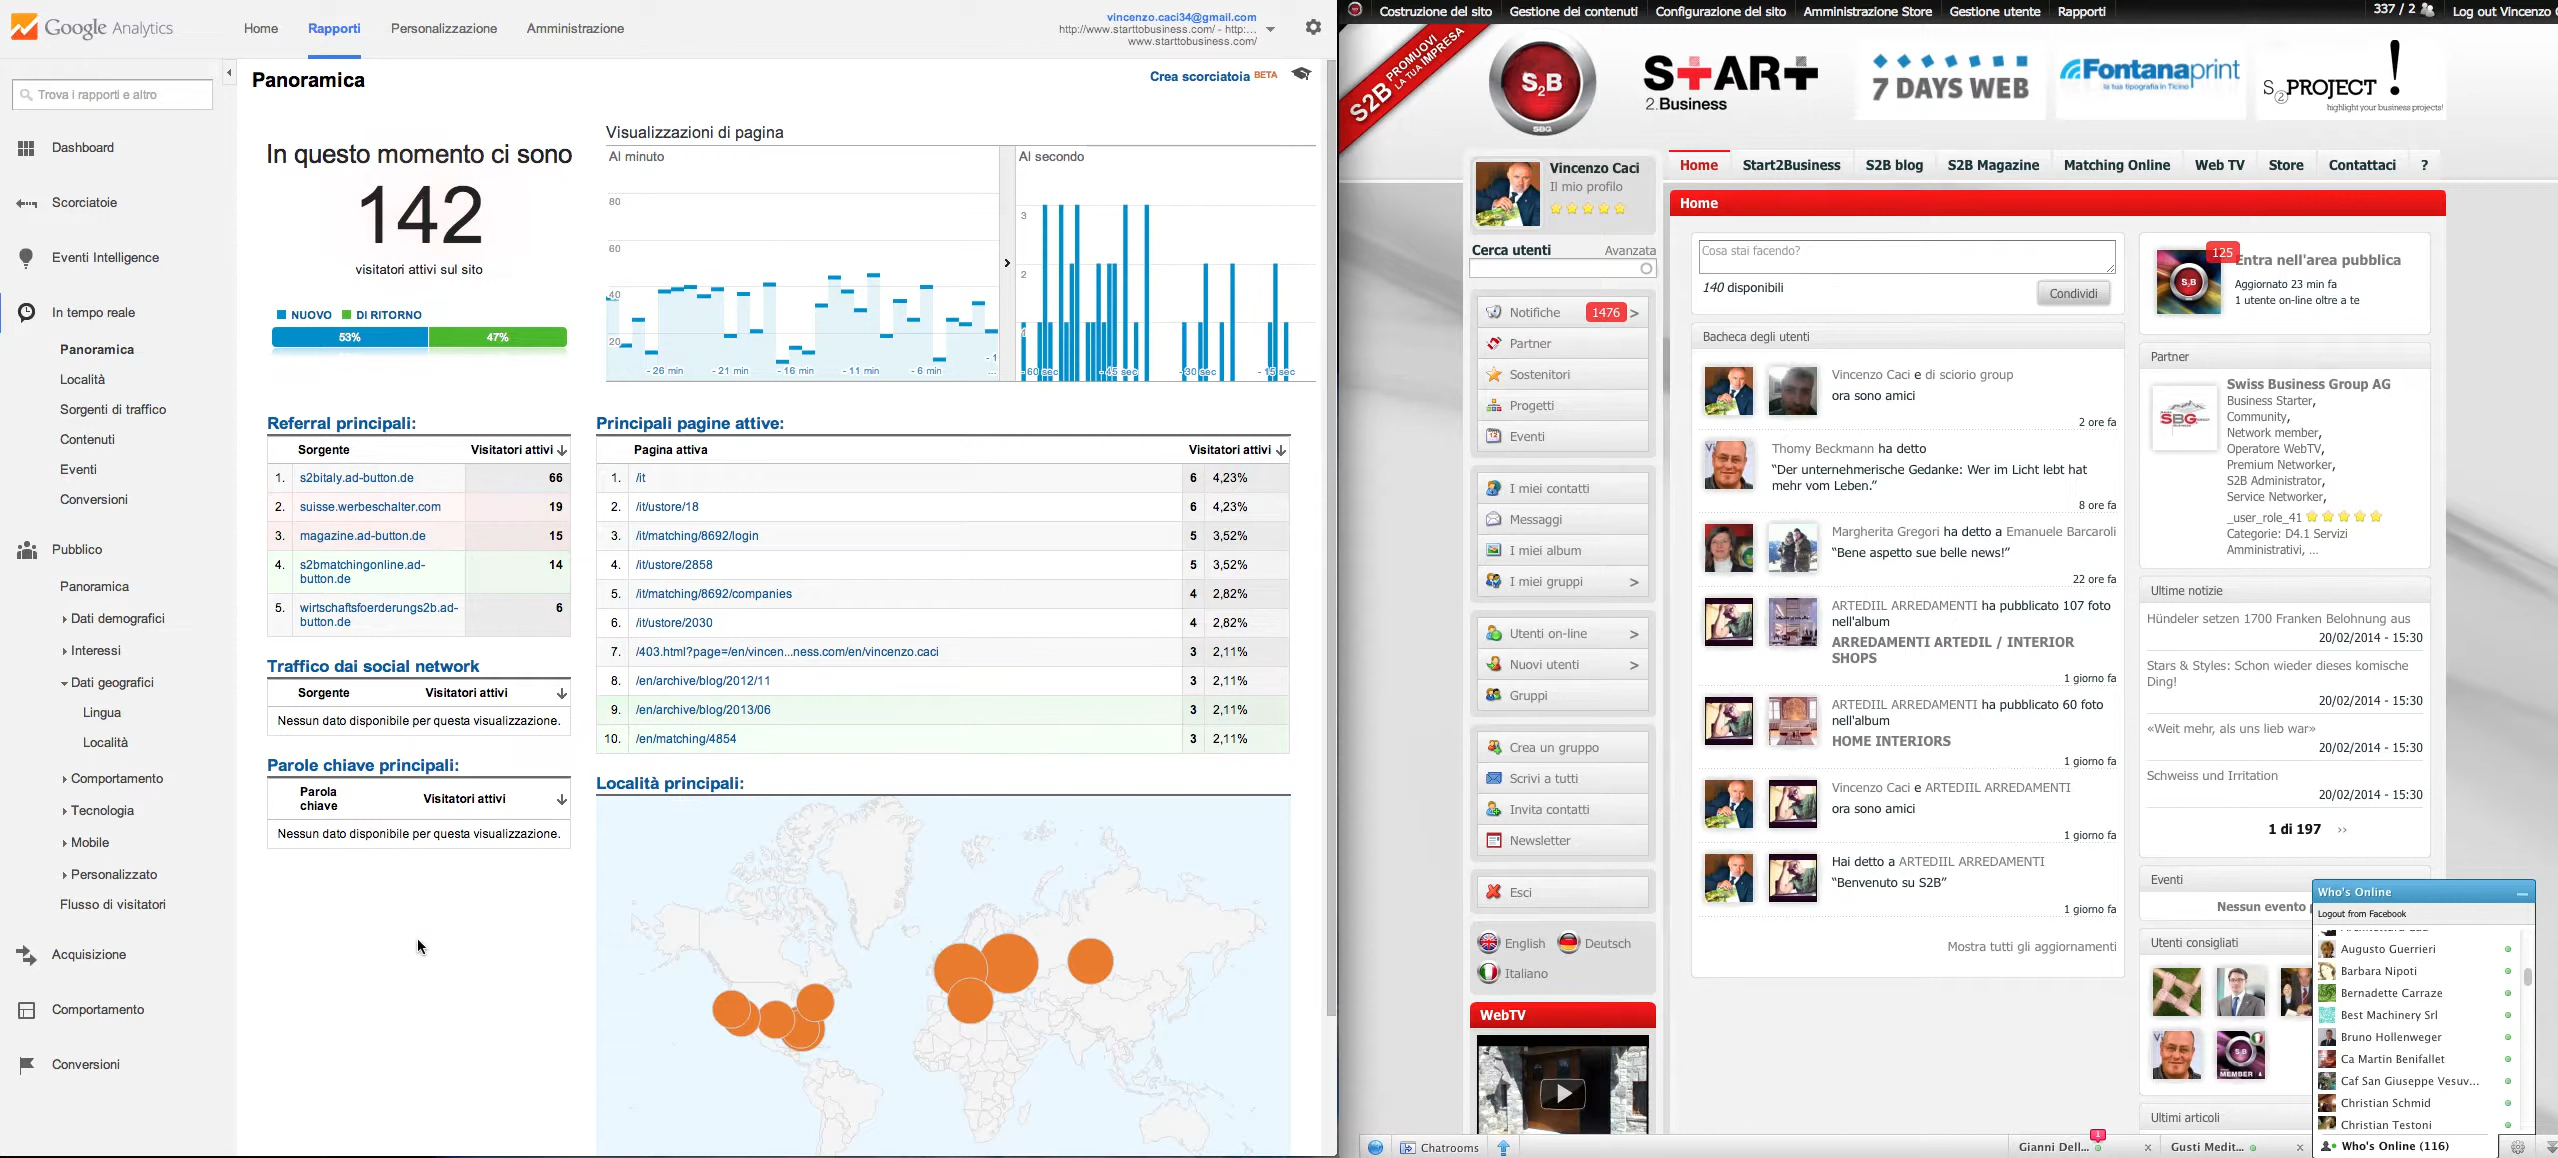 Google Analytics
Home
Rapporti
Personalizzazione
Amministrazione
vincenzo.caci34@gmail.com
http://www.starttobusiness.com/ - http:...
www.starttobusiness.com/
Trova i rapporti e altro
Dashboard
Scorciatoie
Eventi Intelligence
In tempo reale
Panoramica
Località
Sorgenti di traffico
Contenuti
Eventi
Conversioni
Pubblico
Panoramica
Dati demografici
Interessi
Dati geografici
Lingua
Località
Comportamento
Tecnologia
Mobile
Personalizzato
Flusso di visitatori
Acquisizione
Comportamento
Conversioni
Panoramica
Crea scorciatoia BETA
In questo momento ci sono
142
visitatori attivi sul sito
NUOVO DI RITORNO
53% 47%
Visualizzazioni di pagina
Al minuto
80
60
40
20
- 26 min - 21 min - 16 min - 11 min - 6 min - 1 ...
Al secondo
3
2
1
- 60 sec - 45 sec - 30 sec - 15 sec
Referral principali:
Sorgente Visitatori attivi
1. s2bitaly.ad-button.de 66
2. suisse.werbeschalter.com 19
3. magazine.ad-button.de 15
4. s2bmatchingonline.ad-
button.de 14
5. wirtschaftsfoerderungs2b.ad-
button.de 6
Traffico dai social network
Sorgente Visitatori attivi
Nessun dato disponibile per questa visualizzazione.
Parole chiave principali:
Parola
chiave Visitatori attivi
Nessun dato disponibile per questa visualizzazione.
Principali pagine attive:
Pagina attiva Visitatori attivi
1. /it 6 4,23%
2. /it/ustore/18 6 4,23%
3. /it/matching/8692/login 5 3,52%
4. /it/ustore/2858 5 3,52%
5. /it/matching/8692/companies 4 2,82%
6. /it/ustore/2030 4 2,82%
7. /403.html?page=/en/vincen...ness.com/en/vincenzo.caci 3 2,11%
8. /en/archive/blog/2012/11 3 2,11%
9. /en/archive/blog/2013/06 3 2,11%
10. /en/matching/4854 3 2,11%
Località principali:
Costruzione del sito
Gestione dei contenuti
Configurazione del sito
Amministrazione Store
Gestione utente
Rapporti
337 / 2
Log out Vincenzo
S2B PROMUOVI
LA TUA IMPRESA
S2B
SBG
START
2.Business
7 DAYS WEB
Fontanaprint
la tua tipografia in Ticino
S2PROJECT!
highlight your business projects!
Vincenzo Caci
Il mio profilo
Home
Start2Business
S2B blog
S2B Magazine
Matching Online
Web TV
Store
Contattaci
?
Cerca utenti
Avanzata
Notifiche 1476 >
Partner
Sostenitori
Progetti
Eventi
I miei contatti
Messaggi
I miei album
I miei gruppi >
Utenti on-line >
Nuovi utenti >
Gruppi
Crea un gruppo
Scrivi a tutti
Invita contatti
Newsletter
Esci
English
Deutsch
Italiano
WebTV
Home
Cosa stai facendo?
140 disponibili
Condividi
Bacheca degli utenti
Vincenzo Caci e di sciorio group
ora sono amici
2 ore fa
Thomy Beckmann ha detto
“Der unternehmerische Gedanke: Wer im Licht lebt hat
mehr vom Leben.”
8 ore fa
Margherita Gregori ha detto a Emanuele Barcaroli
“Bene aspetto sue belle news!”
22 ore fa
ARTEDIIL ARREDAMENTI ha pubblicato 107 foto
nell'album
ARREDAMENTI ARTEDIL / INTERIOR
SHOPS
1 giorno fa
ARTEDIIL ARREDAMENTI ha pubblicato 60 foto
nell'album
HOME INTERIORS
1 giorno fa
Vincenzo Caci e ARTEDIIL ARREDAMENTI
ora sono amici
1 giorno fa
Hai detto a ARTEDIIL ARREDAMENTI
“Benvenuto su S2B”
1 giorno fa
Mostra tutti gli aggiornamenti
125
Entra nell'area pubblica
Aggiornato 23 min fa
1 utente on-line oltre a te
Partner
SBG
Swiss Business Group AG
Business Starter,
Community,
Network member,
Operatore WebTV,
Premium Networker,
S2B Administrator,
Service Networker,
_user_role_41
Categorie: D4.1 Servizi
Amministrativi, ...
Ultime notizie
Hündeler setzen 1700 Franken Belohnung aus
20/02/2014 - 15:30
Stars & Styles: Schon wieder dieses komische
Ding!
20/02/2014 - 15:30
«Weit mehr, als uns lieb war»
20/02/2014 - 15:30
Schweiss und Irritation
20/02/2014 - 15:30
1 di 197 ››
Eventi
Nessun evento
Utenti consigliati
MEMBER
Ultimi articoli
Who's Online
Logout from Facebook
Augusto Guerrieri
Barbara Nipoti
Bernadette Carraze
Best Machinery Srl
Bruno Hollenweger
Ca Martin Benifallet
Caf San Giuseppe Vesuv...
Christian Schmid
Christian Testoni
Chatrooms
Gianni Dell...
1
Gusti Medit...
Who's Online (116)